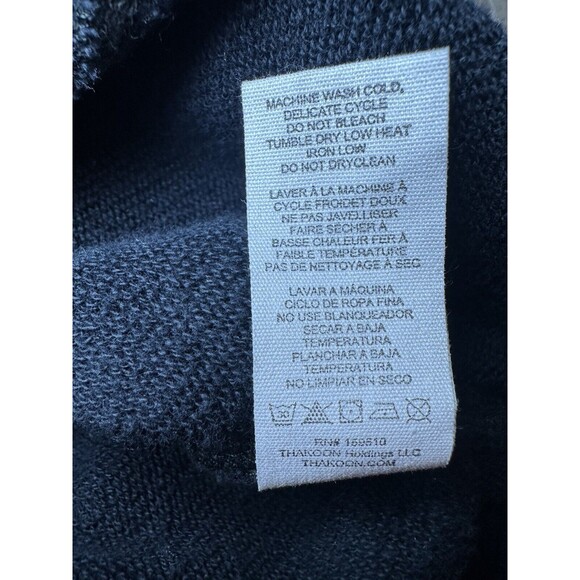 MACHINE WASH COLD,
DELICATE CYCLE
DO NOT BLEACH
TUMBLE DRY LOW HEAT
IRON LOW
DO NOT DRYCLEAN
LAVER À LA MACHINE À
CYCLE FROIDET DOUX
NE PAS JAVELLISER
FAIRE SÉCHER À
BASSE CHALEUR FER À
FAIBLE TEMPÉRATURE
PAS DE NETTOYAGE À SEC
LAVAR A MÁQUINA
CICLO DE ROPA FINA
NO USE BLANQUEADOR
SECAR A BAJA
TEMPERATURA
PLANCHAR A BAJA
TEMPERATURA
NO LIMPIAR EN SECO
30
RN# 159510
THAKOON Holdings LLC
THAKOON.COM